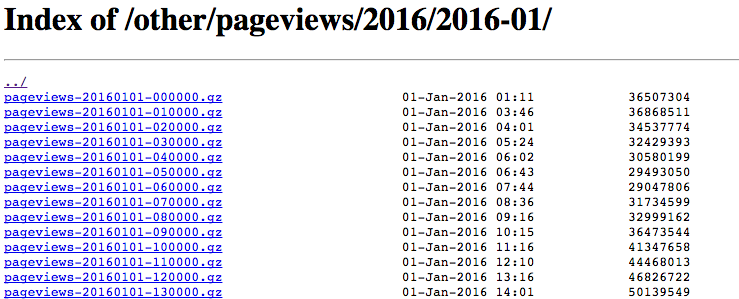 Index of /other/pageviews/2016/2016-01/
../
pageviews-20160101-000000.gz 01-Jan-2016 01:11 36507304
pageviews-20160101-010000.gz 01-Jan-2016 03:46 36868511
pageviews-20160101-020000.gz 01-Jan-2016 04:01 34537774
pageviews-20160101-030000.gz 01-Jan-2016 05:24 32429393
pageviews-20160101-040000.gz 01-Jan-2016 06:02 30580199
pageviews-20160101-050000.gz 01-Jan-2016 06:43 29493050
pageviews-20160101-060000.gz 01-Jan-2016 07:44 29047806
pageviews-20160101-070000.gz 01-Jan-2016 08:36 31734599
pageviews-20160101-080000.gz 01-Jan-2016 09:16 32999162
pageviews-20160101-090000.gz 01-Jan-2016 10:15 36473544
pageviews-20160101-100000.gz 01-Jan-2016 11:16 41347658
pageviews-20160101-110000.gz 01-Jan-2016 12:10 44468013
pageviews-20160101-120000.gz 01-Jan-2016 13:16 46826722
pageviews-20160101-130000.gz 01-Jan-2016 14:01 50139549